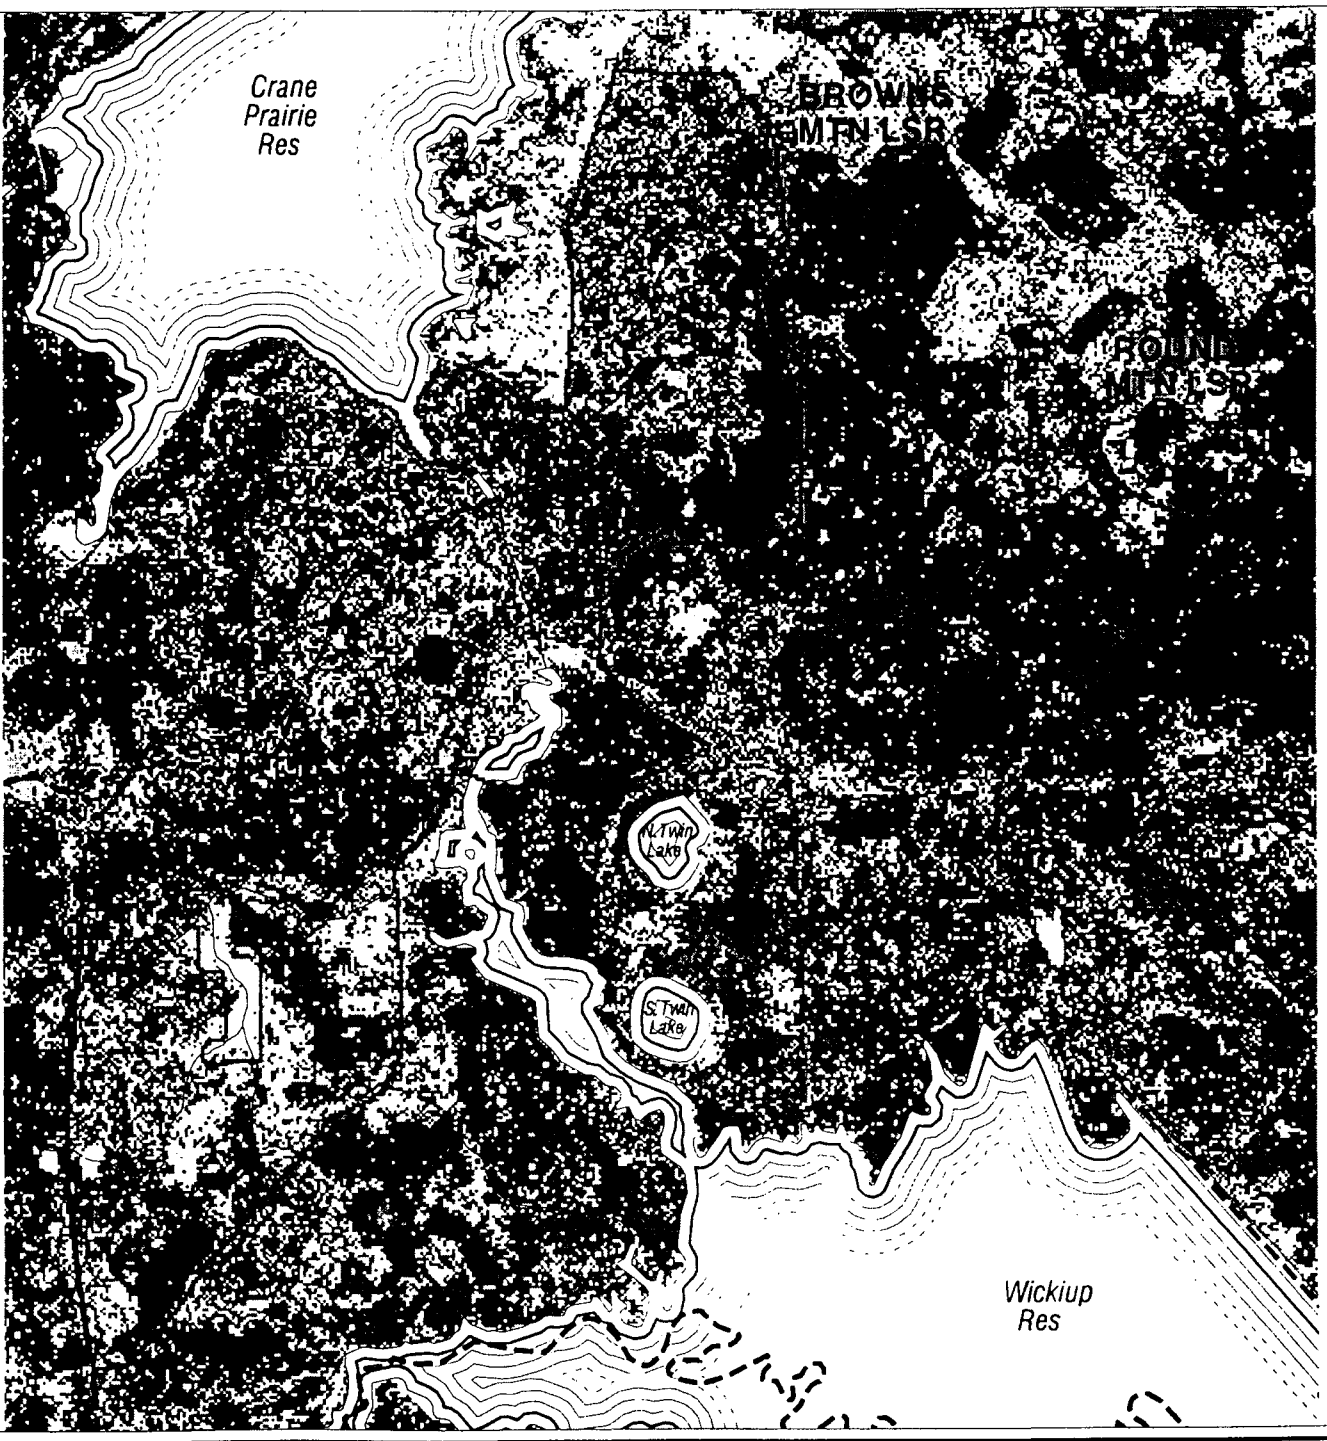 Crane
Prairie
Res
BROWNS
MTN LSR
ROUND
MTN LSR
N. Twin
Lake
S. Twin
Lake
Wickiup
Res